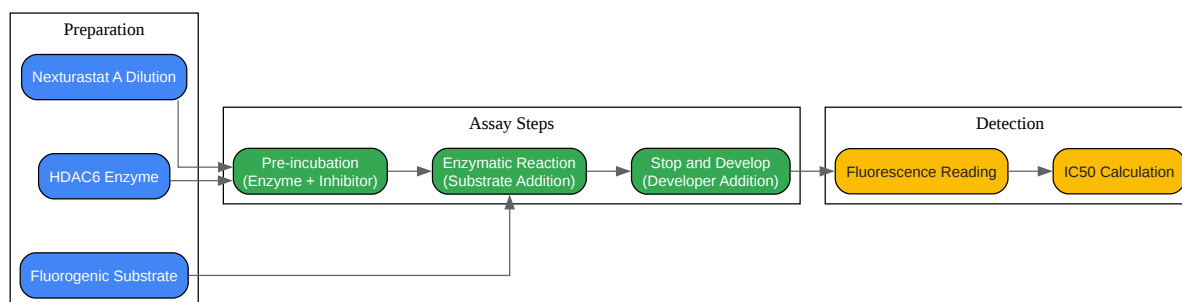 Preparation
Nexturastat A Dilution
HDAC6 Enzyme
Fluorogenic Substrate
Assay Steps
Pre-incubation
(Enzyme + Inhibitor)
Enzymatic Reaction
(Substrate Addition)
Stop and Develop
(Developer Addition)
Detection
Fluorescence Reading
IC50 Calculation